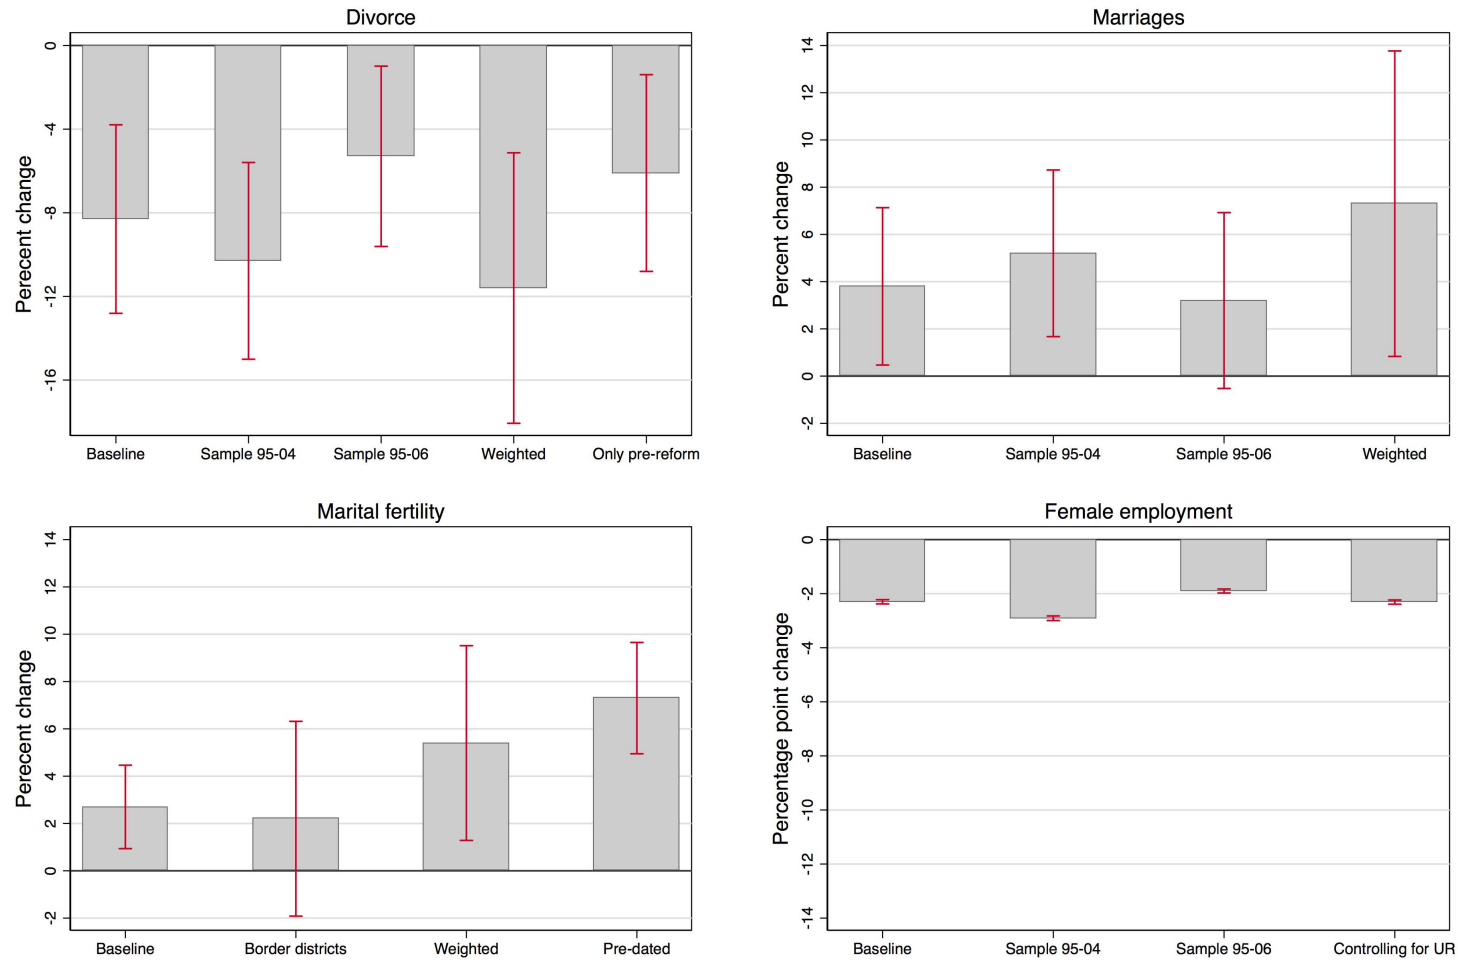 Divorce
Perecent change
0
-4
-8
-12
-16
Baseline
Sample 95-04
Sample 95-06
Weighted
Only pre-reform
Marriages
Percent change
14
12
10
8
6
4
2
0
-2
Baseline
Sample 95-04
Sample 95-06
Weighted
Marital fertility
Perecent change
14
12
10
8
6
4
2
0
-2
Baseline
Border districts
Weighted
Pre-dated
Female employment
Percentage point change
0
-2
-4
-6
-8
-10
-12
-14
Baseline
Sample 95-04
Sample 95-06
Controlling for UR